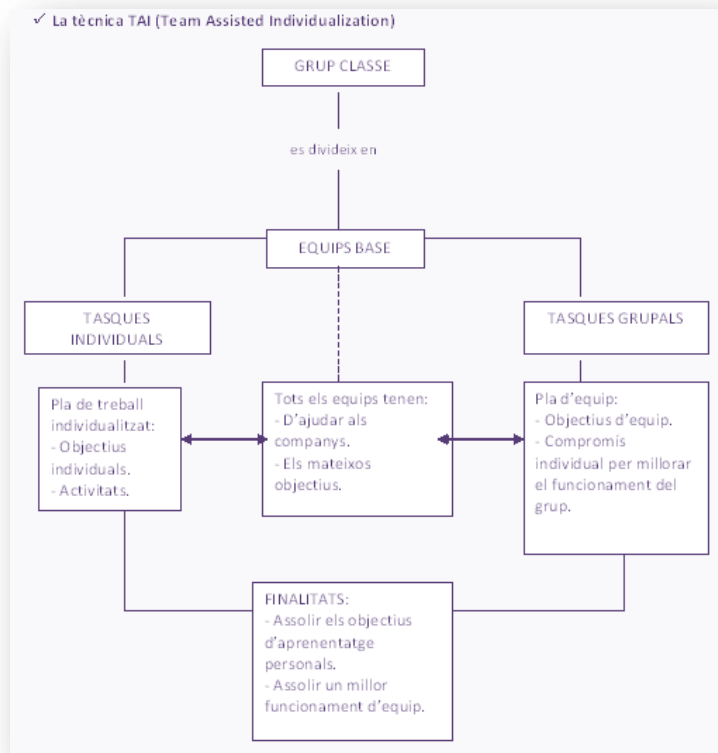 ✓ La tècnica TAI (Team Assisted Individualization)
GRUP CLASSE
es divideix en
EQUIPS BASE
TASQUES
INDIVIDUALS
TASQUES GRUPALS
Pla de treball
individualitzat:
- Objectius
individuals.
- Activitats.
Tots els equips tenen:
- D'ajudar als
companys.
- Els mateixos
objectius.
Pla d'equip:
- Objectius d'equip.
- Compromís
individual per millorar
el funcionament del
grup.
FINALITATS:
- Assolir els objectius
d'aprenentatge
personals.
- Assolir un millor
funcionament d'equip.